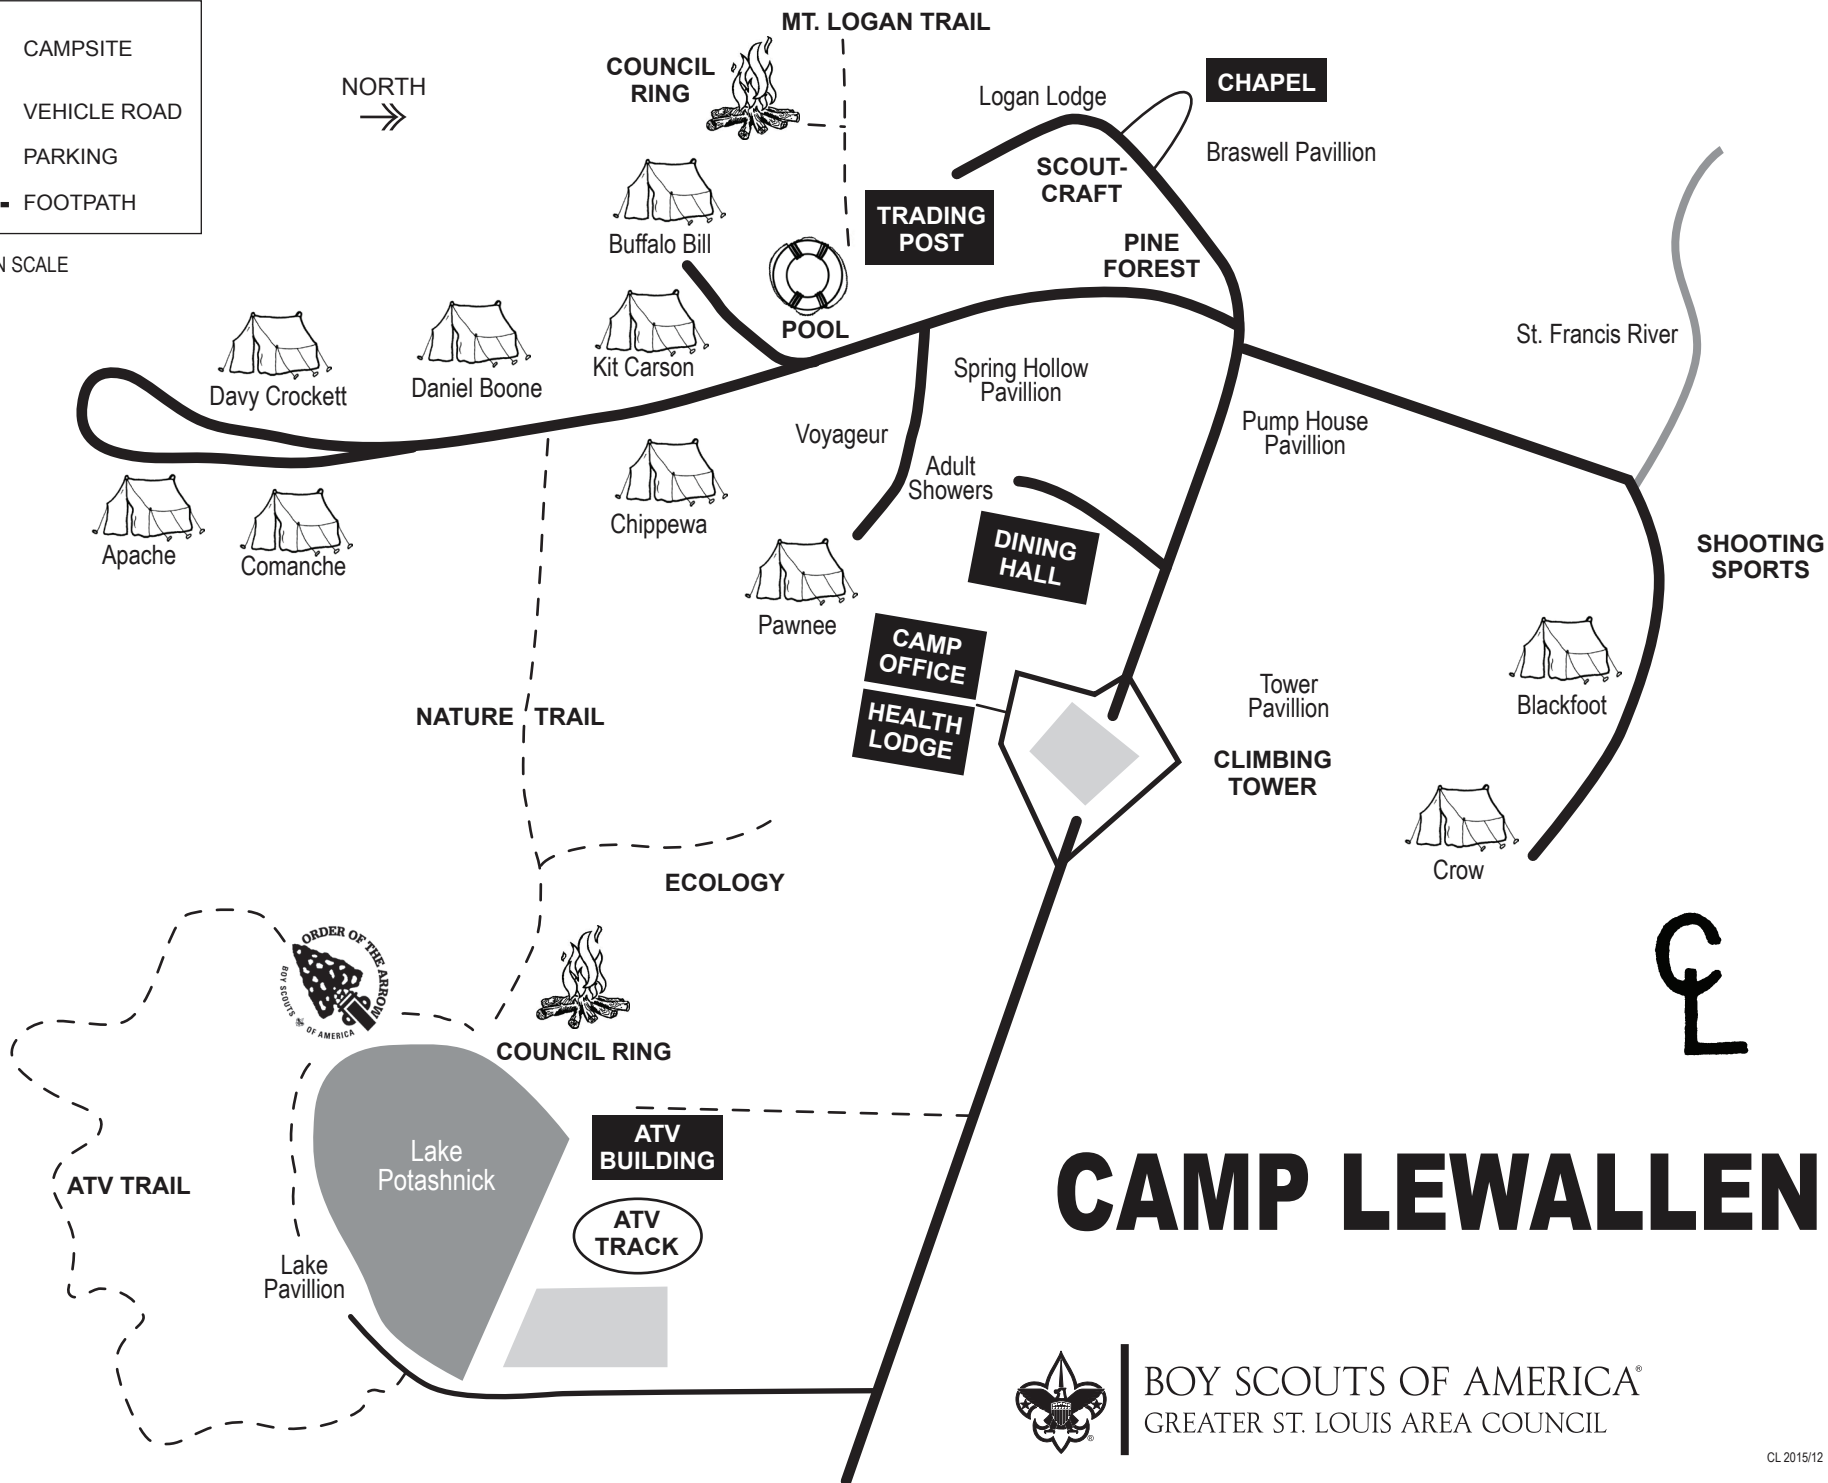 CAMPSITE
VEHICLE ROAD
PARKING
FOOTPATH
N SCALE
NORTH
MT. LOGAN TRAIL
COUNCIL
RING
CHAPEL
Logan Lodge
Braswell Pavillion
SCOUT-
CRAFT
TRADING
POST
PINE
FOREST
Buffalo Bill
POOL
St. Francis River
Kit Carson
Daniel Boone
Davy Crockett
Spring Hollow
Pavillion
Voyageur
Pump House
Pavillion
Adult
Showers
Chippewa
Apache
Comanche
DINING
HALL
SHOOTING
SPORTS
Pawnee
CAMP
OFFICE
HEALTH
LODGE
Tower
Pavillion
Blackfoot
NATURE TRAIL
CLIMBING
TOWER
Crow
ECOLOGY
ORDER OF THE ARROW
BOY SCOUTS OF AMERICA
COUNCIL RING
CL
ATV
BUILDING
Lake
Potashnick
ATV TRAIL
ATV
TRACK
CAMP LEWALLEN
Lake
Pavillion
BOY SCOUTS OF AMERICA®
GREATER ST. LOUIS AREA COUNCIL
CL 2015/12